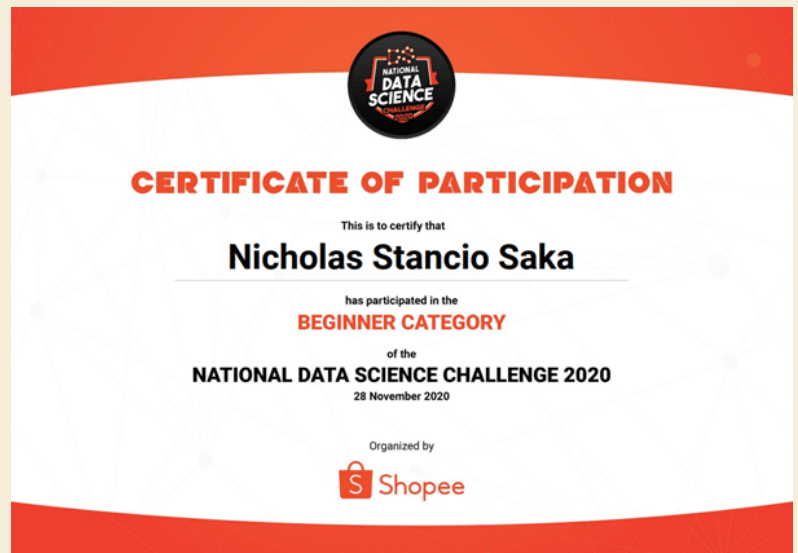 DS
NATIONAL
DATA
SCIENCE
CHALLENGE
2020
CERTIFICATE OF PARTICIPATION
This is to certify that
Nicholas Stancio Saka
has participated in the
BEGINNER CATEGORY
of the
NATIONAL DATA SCIENCE CHALLENGE 2020
28 November 2020
Organized by
S Shopee